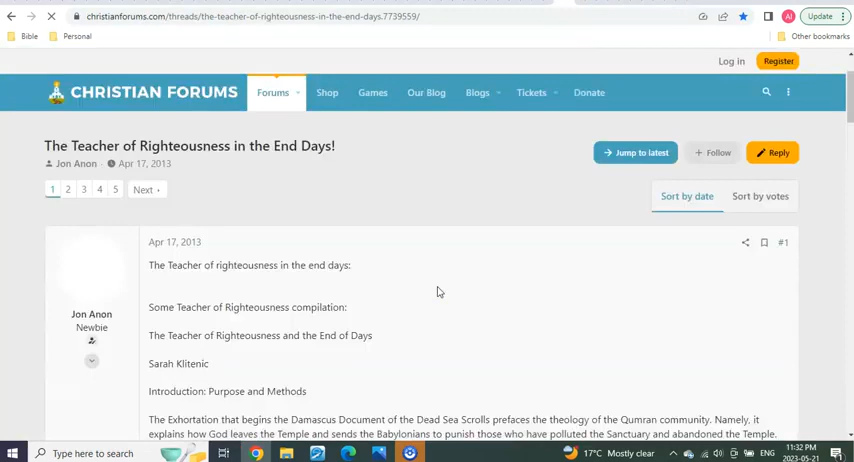 christianforums.com/threads/the-teacher-of-righteousness-in-the-end-days.7739559/
AI
Update
Bible
Personal
Other bookmarks
Log in
Register
CHRISTIAN FORUMS
Forums
Shop
Games
Our Blog
Blogs
Tickets
Donate
The Teacher of Righteousness in the End Days!
Jon Anon · Apr 17, 2013
Jump to latest
+ Follow
Reply
1 2 3 4 5 Next
Sort by date
Sort by votes
Apr 17, 2013
#1
The Teacher of righteousness in the end days:
Some Teacher of Righteousness compilation:
The Teacher of Righteousness and the End of Days
Jon Anon
Newbie
Sarah Klitenic
Introduction: Purpose and Methods
The Exhortation that begins the Damascus Document of the Dead Sea Scrolls prefaces the theology of the Qumran community. Namely, it
explains how God leaves the Temple and sends the Babylonians to punish those who have polluted the Sanctuary and abandoned the Temple.
Type here to search
17°C Mostly clear
ENG
11:32 PM
2023-05-21